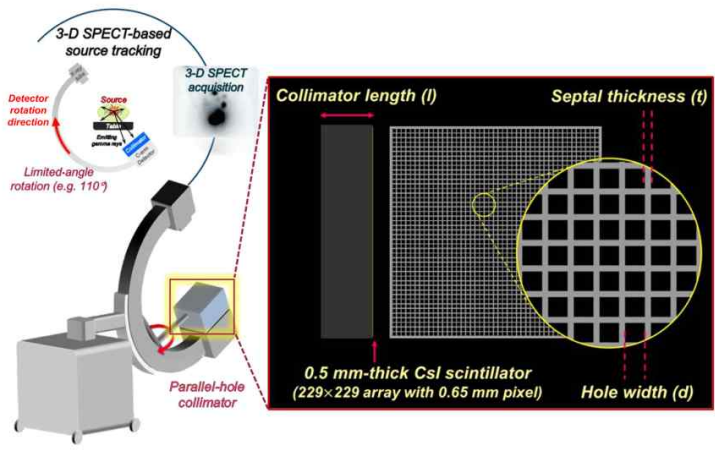 3-D SPECT-based
source tracking
3-D SPECT
acquisition
Detector
rotation
direction
Source
Table
Emitting
gamma rays
Collimator
C-arm
Detector
Limited-angle
rotation (e.g. 110°)
Parallel-hole
collimator
Collimator length (l)
Septal thickness (t)
0.5 mm-thick CsI scintillator
(229×229 array with 0.65 mm pixel)
Hole width (d)